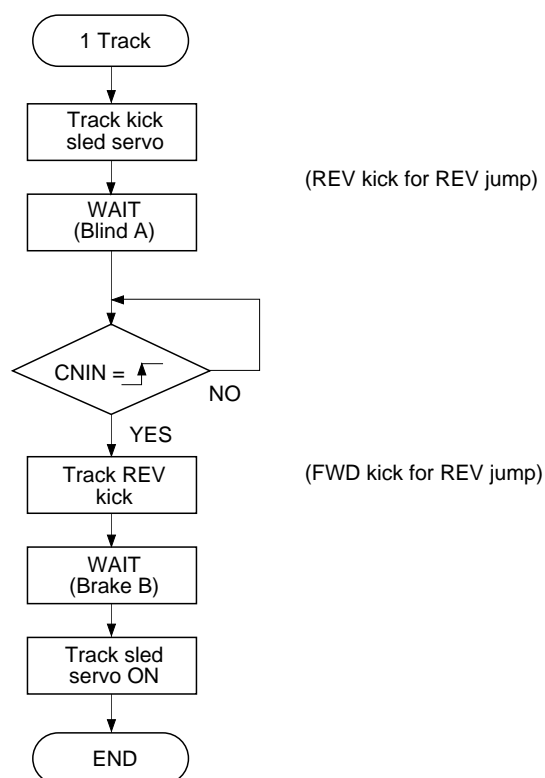 1 Track
Track kick
sled servo
(REV kick for REV jump)
WAIT
(Blind A)
CNIN =
NO
YES
Track REV
kick
(FWD kick for REV jump)
WAIT
(Brake B)
Track sled
servo ON
END